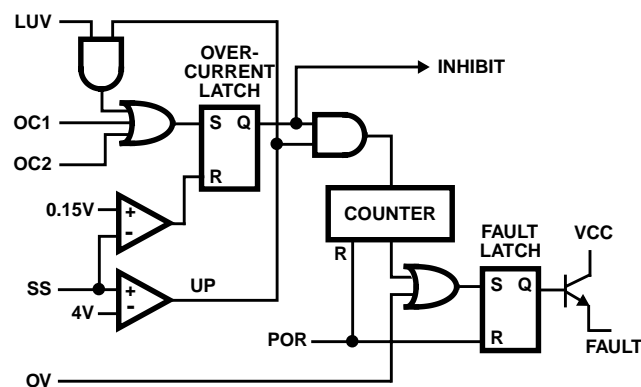 LUV
OVER-
CURRENT
LATCH
INHIBIT
OC1
S Q
OC2
R
0.15V
+
-
COUNTER
R
FAULT
LATCH
VCC
SS
+
-
UP
4V
S Q
POR
R
FAULT
OV